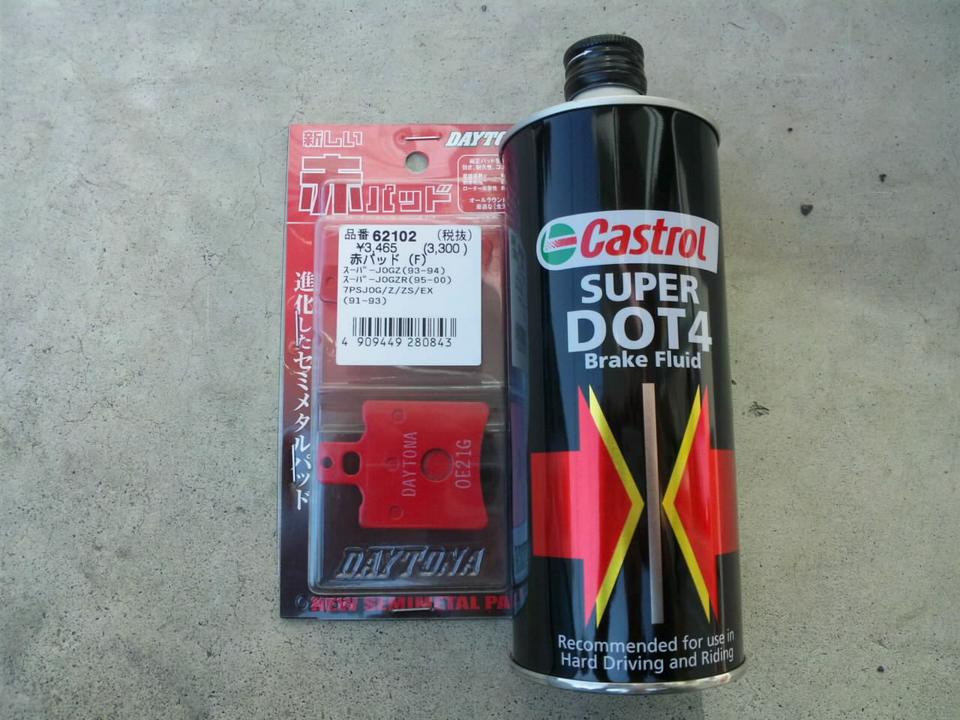 新しい
DAYTO
赤パッド
品番 62102 (税抜)
¥3,465 (3,300)
赤パッド (F)
スーパーJOGZ(93-94)
スーパーJOGZR(95-00)
7PSJOG/Z/ZS/EX
(91-93)
4 909449 280843
進化したセミメタルパッド
DAYTONA
OE21G
DAYTONA
NEW SEMIMETAL PA
Castrol
SUPER
DOT4
Brake Fluid
Recommended for use in
Hard Driving and Riding